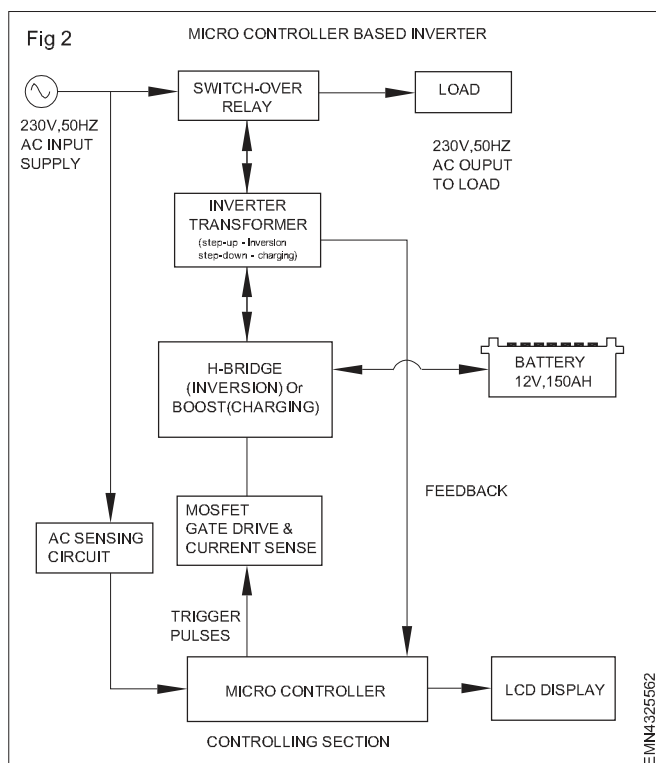 Fig 2
MICRO CONTROLLER BASED INVERTER
SWITCH-OVER
RELAY
LOAD
230V,50HZ
AC INPUT
SUPPLY
230V,50HZ
AC OUPUT
TO LOAD
INVERTER
TRANSFORMER
(step-up - Inversion
step-down - charging)
H-BRIDGE
(INVERSION) Or
BOOST(CHARGING)
BATTERY
12V,150AH
FEEDBACK
MOSFET
GATE DRIVE &
CURRENT SENSE
AC SENSING
CIRCUIT
TRIGGER
PULSES
MICRO CONTROLLER
LCD DISPLAY
CONTROLLING SECTION
EMN4325562